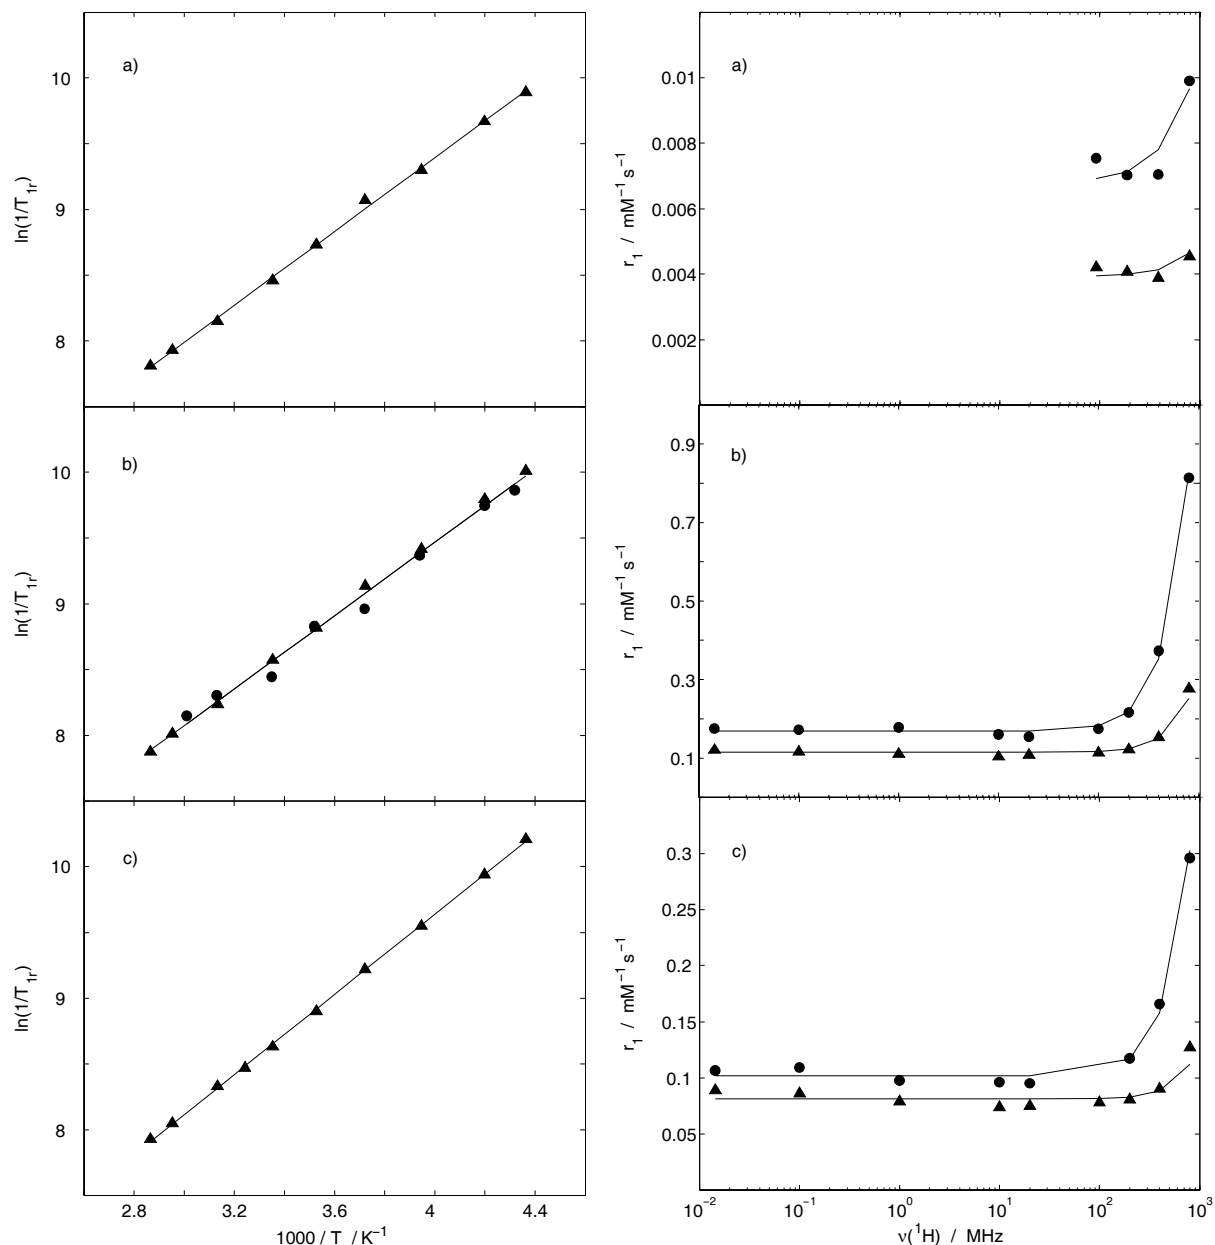 a)
10
9
8
ln(1/T1r)
b)
10
9
8
ln(1/T1r)
c)
10
9
8
ln(1/T1r)
2.8 3.2 3.6 4 4.4
1000 / T / K⁻¹
a)
0.01
0.008
0.006
0.004
0.002
r₁ / mM⁻¹ s⁻¹
b)
0.9
0.7
0.5
0.3
0.1
r₁ / mM⁻¹ s⁻¹
c)
0.3
0.25
0.2
0.15
0.1
0.05
r₁ / mM⁻¹ s⁻¹
10⁻² 10⁻¹ 10⁰ 10¹ 10² 10³
ν(¹H) / MHz